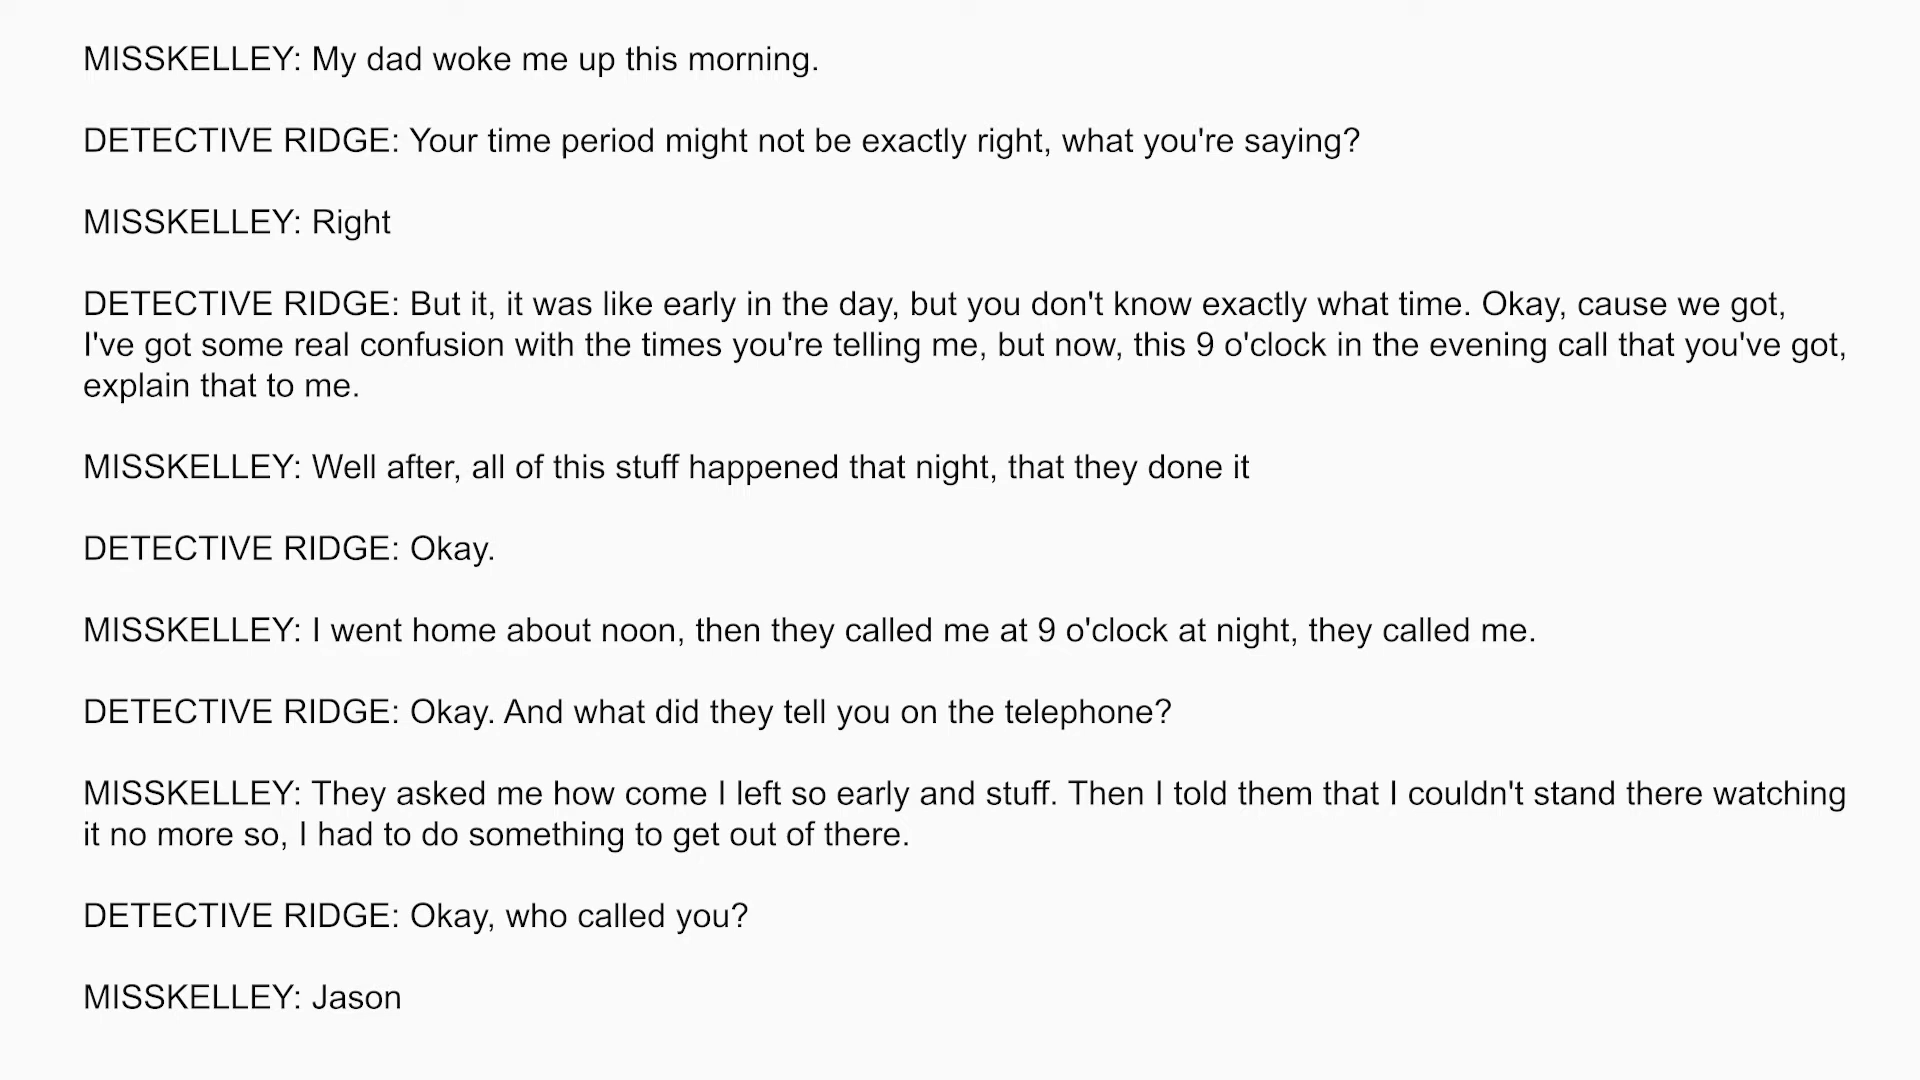 MISSKELLEY: My dad woke me up this morning.
DETECTIVE RIDGE: Your time period might not be exactly right, what you're saying?
MISSKELLEY: Right
DETECTIVE RIDGE: But it, it was like early in the day, but you don't know exactly what time. Okay, cause we got,
I've got some real confusion with the times you're telling me, but now, this 9 o'clock in the evening call that you've got,
explain that to me.
MISSKELLEY: Well after, all of this stuff happened that night, that they done it
DETECTIVE RIDGE: Okay.
MISSKELLEY: I went home about noon, then they called me at 9 o'clock at night, they called me.
DETECTIVE RIDGE: Okay. And what did they tell you on the telephone?
MISSKELLEY: They asked me how come I left so early and stuff. Then I told them that I couldn't stand there watching
it no more so, I had to do something to get out of there.
DETECTIVE RIDGE: Okay, who called you?
MISSKELLEY: Jason